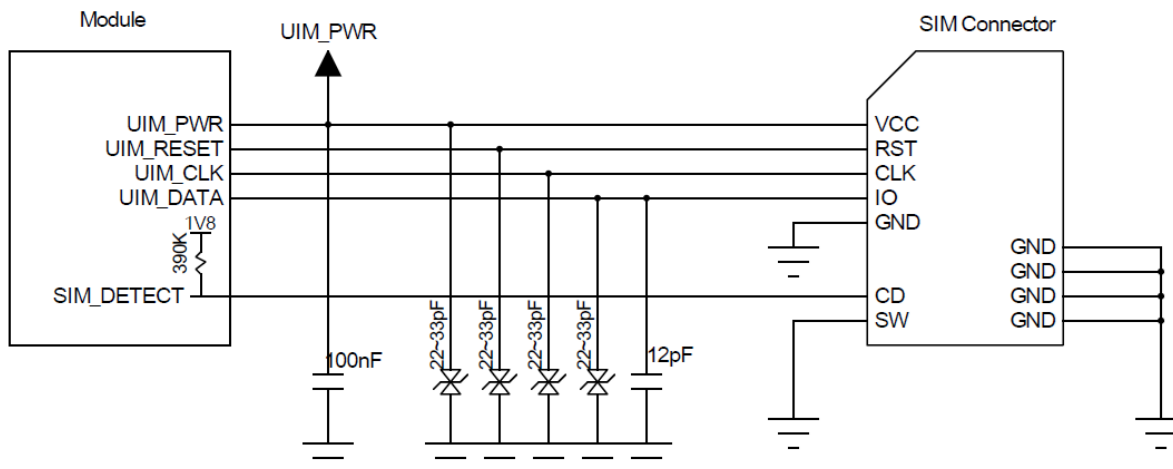 Module
UIM_PWR
SIM Connector
UIM_PWR
UIM_RESET
UIM_CLK
UIM_DATA
1V8
390K
SIM_DETECT
100nF
22~33pF
22~33pF
22~33pF
22~33pF
12pF
VCC
RST
CLK
IO
GND
CD
SW
GND
GND
GND
GND